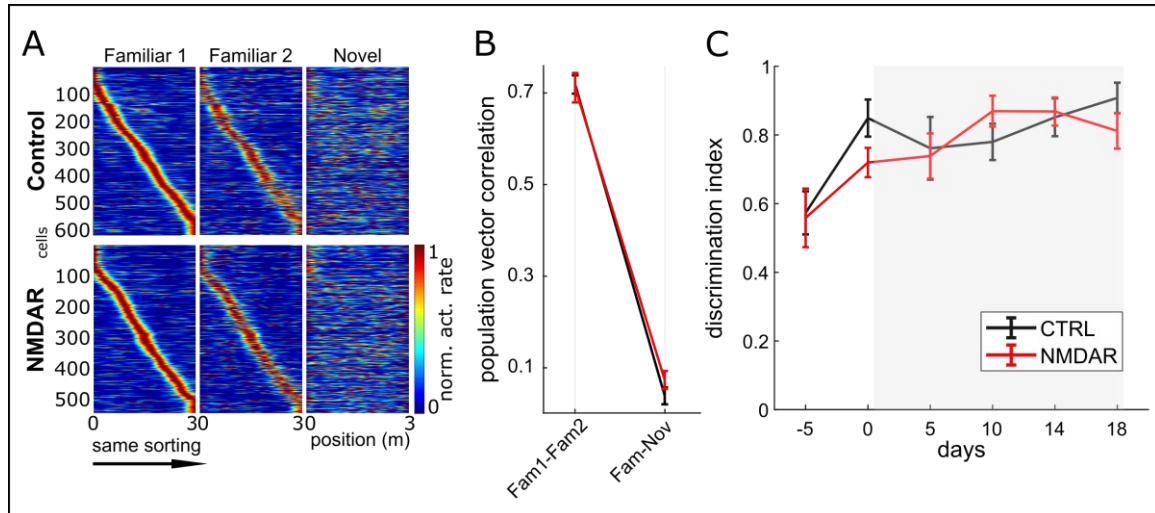 A
Familiar 1 Familiar 2 Novel
Control
100
200
300
400
500
600
cells
NMDAR
100
200
300
400
500
1
norm. act. rate
0
0 30 30 3
position (m)
same sorting
B
population vector correlation
0.7
0.5
0.3
0.1
Fam1-Fam2
Fam-Nov
C
discrimination index
1
0.8
0.6
0.4
0.2
0
CTRL
NMDAR
-5 0 5 10 14 18
days